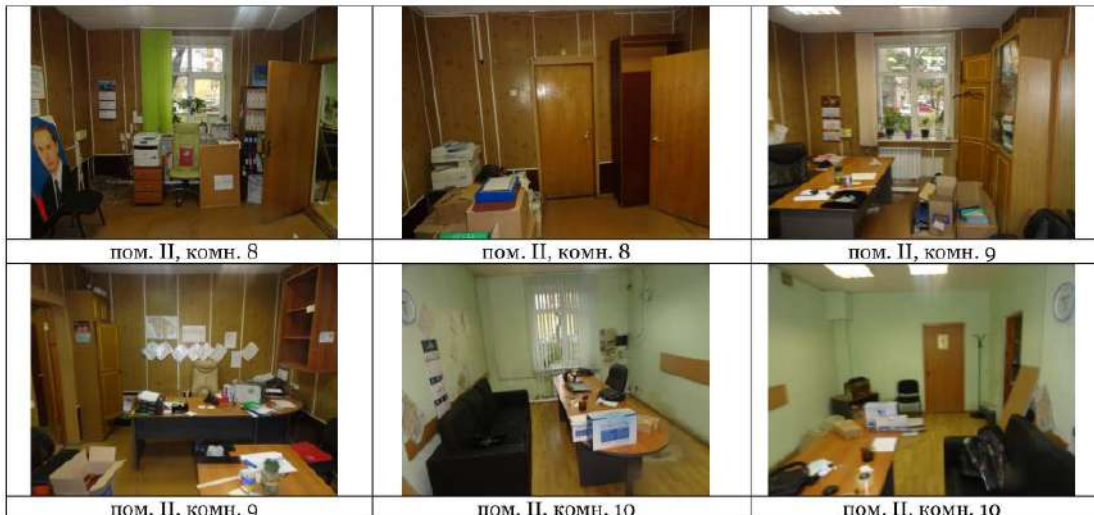 пом. II, комн. 8
пом. II, комн. 8
пом. II, комн. 9
пом. II, комн. 9
пом. II, комн. 10
пом. II, комн. 10